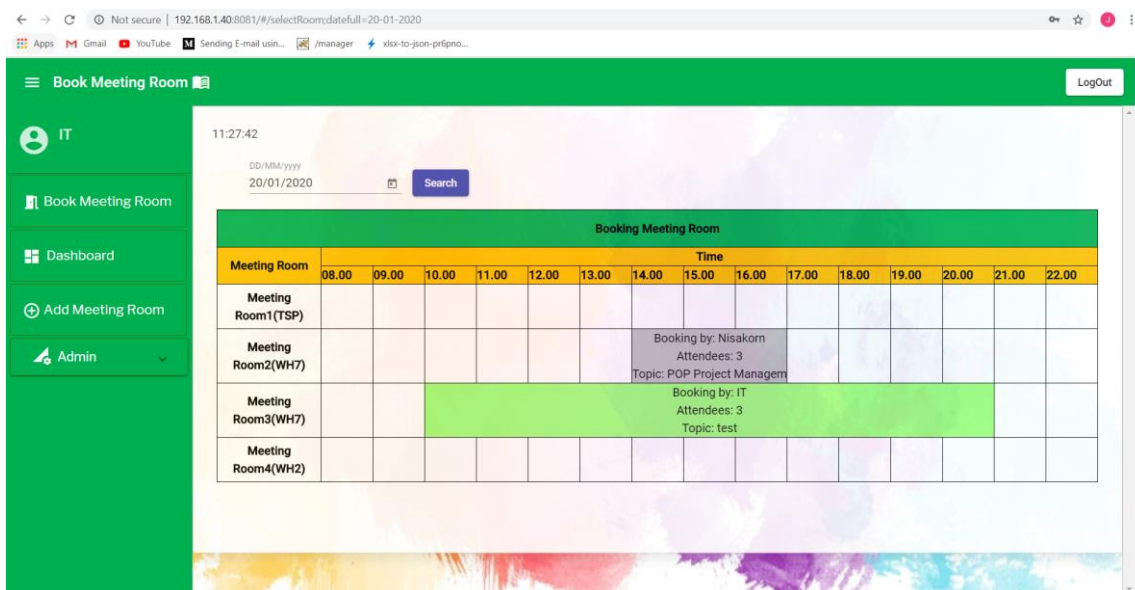 Not secure | 192.168.1.40:8081/#/selectRoom;datefull=20-01-2020
Apps Gmail YouTube Sending E-mail usin... /manager xlsx-to-json-pr6pno...
Book Meeting Room LogOut
IT
Book Meeting Room
Dashboard
Add Meeting Room
Admin
11:27:42
DD/MM/yyyy
20/01/2020 Search
Booking Meeting Room
Meeting Room Time
08.00 09.00 10.00 11.00 12.00 13.00 14.00 15.00 16.00 17.00 18.00 19.00 20.00 21.00 22.00
Meeting
Room1(TSP)
Meeting
Room2(WH7)
Booking by: Nisakorn
Attendees: 3
Topic: POP Project Managem
Meeting
Room3(WH7)
Booking by: IT
Attendees: 3
Topic: test
Meeting
Room4(WH2)